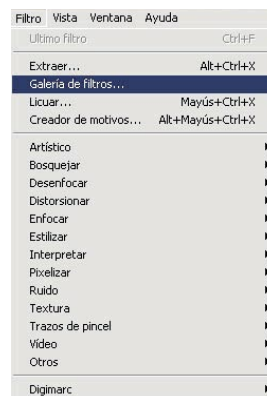 Filtro Vista Ventana Ayuda
Último filtro Ctrl+F
Extraer... Alt+Ctrl+X
Galería de filtros...
Licuar... Mayús+Ctrl+X
Creador de motivos... Alt+Mayús+Ctrl+X
Artístico
Bosquejar
Desenfocar
Distorsionar
Enfocar
Estilizar
Interpretar
Pixelizar
Ruido
Textura
Trazos de pincel
Vídeo
Otros
Digimarc